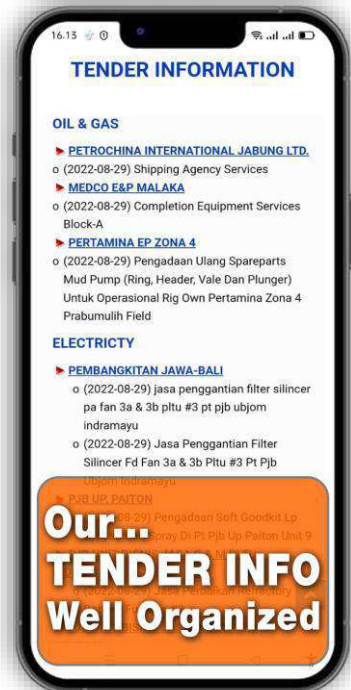 16.13
TENDER INFORMATION
OIL & GAS
PETROCHINA INTERNATIONAL JABUNG LTD.
o (2022-08-29) Shipping Agency Services
MEDCO E&P MALAKA
o (2022-08-29) Completion Equipment Services
Block-A
PERTAMINA EP ZONA 4
o (2022-08-29) Pengadaan Ulang Spareparts
Mud Pump (Ring, Header, Vale Dan Plunger)
Untuk Operasional Rig Own Pertamina Zona 4
Prabumulih Field
ELECTRICTY
PEMBANGKITAN JAWA-BALI
o (2022-08-29) jasa penggantian filter silincer
pa fan 3a & 3b pltu #3 pt pjb ubjom
indramayu
o (2022-08-29) Jasa Penggantian Filter
Silincer Fd Fan 3a & 3b Pltu #3 Pt Pjb
Ubjom Indramayu
PJB UP. PAITON
(2022-08-29) Pengadaan Soft Goodkit Lp
Spray Di Pt Pjb Up Paiton Unit 9
Our...
TENDER INFO
Well Organized